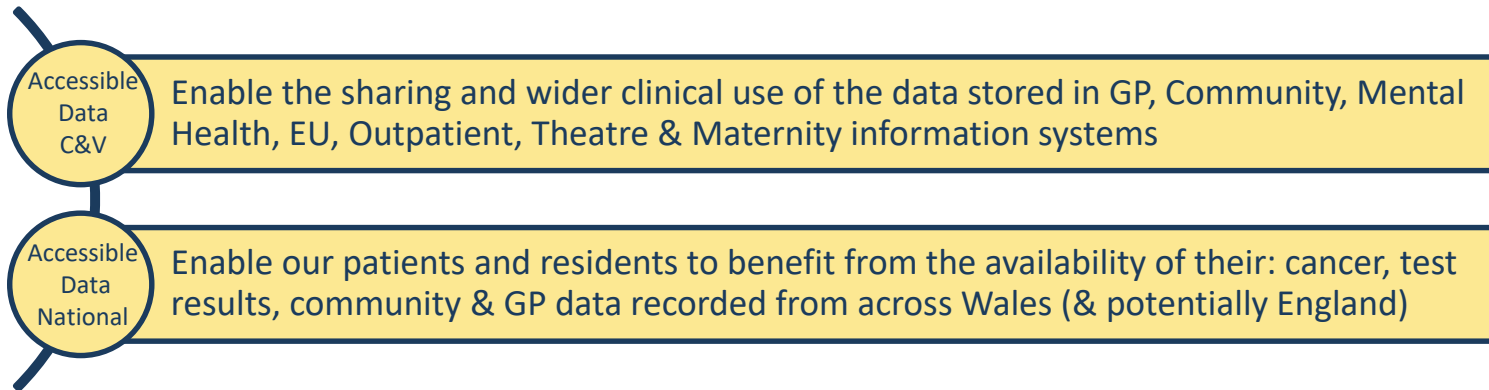 Accessible
Data
C&V
Enable the sharing and wider clinical use of the data stored in GP, Community, Mental
Health, EU, Outpatient, Theatre & Maternity information systems
Accessible
Data
National
Enable our patients and residents to benefit from the availability of their: cancer, test
results, community & GP data recorded from across Wales (& potentially England)